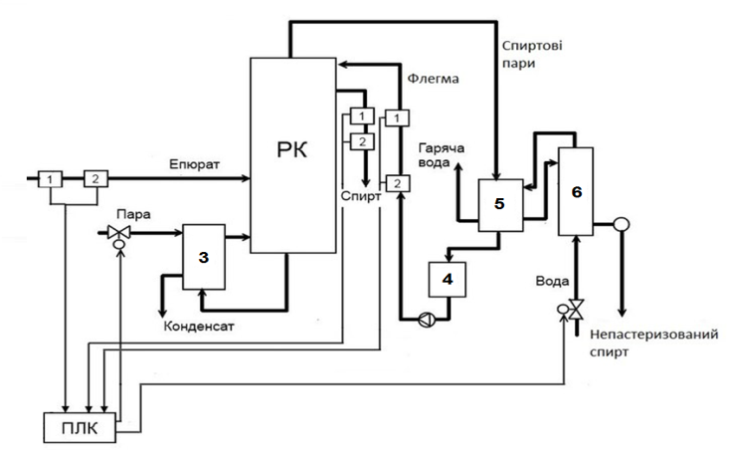 Спиртові
пари
Флегма
РК
1
1
2
Гаряча
вода
Епюрат
1
2
2
Спирт
5
6
Пара
3
4
Вода
Конденсат
Непастеризований
спирт
ПЛК